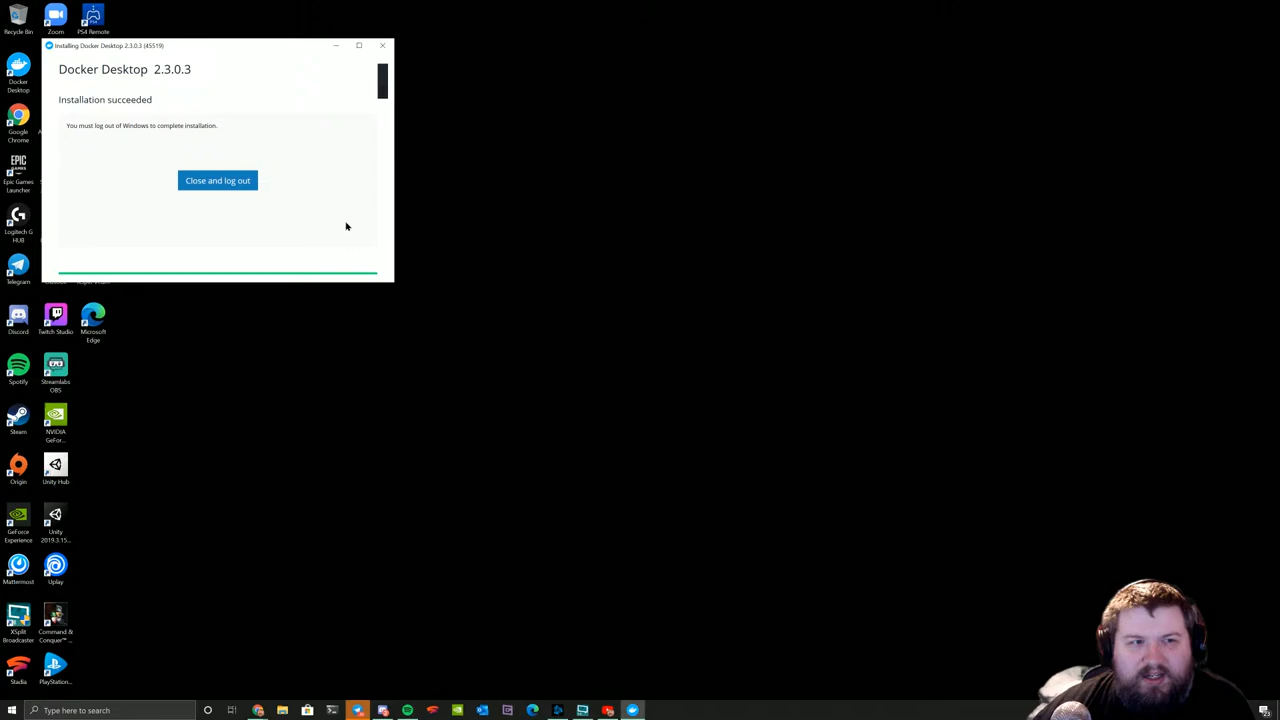 Recycle Bin
Zoom
PS4 Remote
Installing Docker Desktop 2.3.0.3 (45519)
Docker Desktop 2.3.0.3
Installation succeeded
You must log out of Windows to complete installation.
Close and log out
Docker
Desktop
Google
Chrome
Epic Games
Launcher
Logitech G
HUB
Telegram
Discord
Twitch Studio
Microsoft
Edge
Spotify
Streamlabs
OBS
Steam
NVIDIA
GeFor...
Origin
Unity Hub
GeForce
Experience
Unity
2019.3.15...
Mattermost
Uplay
XSplit
Broadcaster
Command &
Conquer™ ...
Stadia
PlayStation...
Type here to search